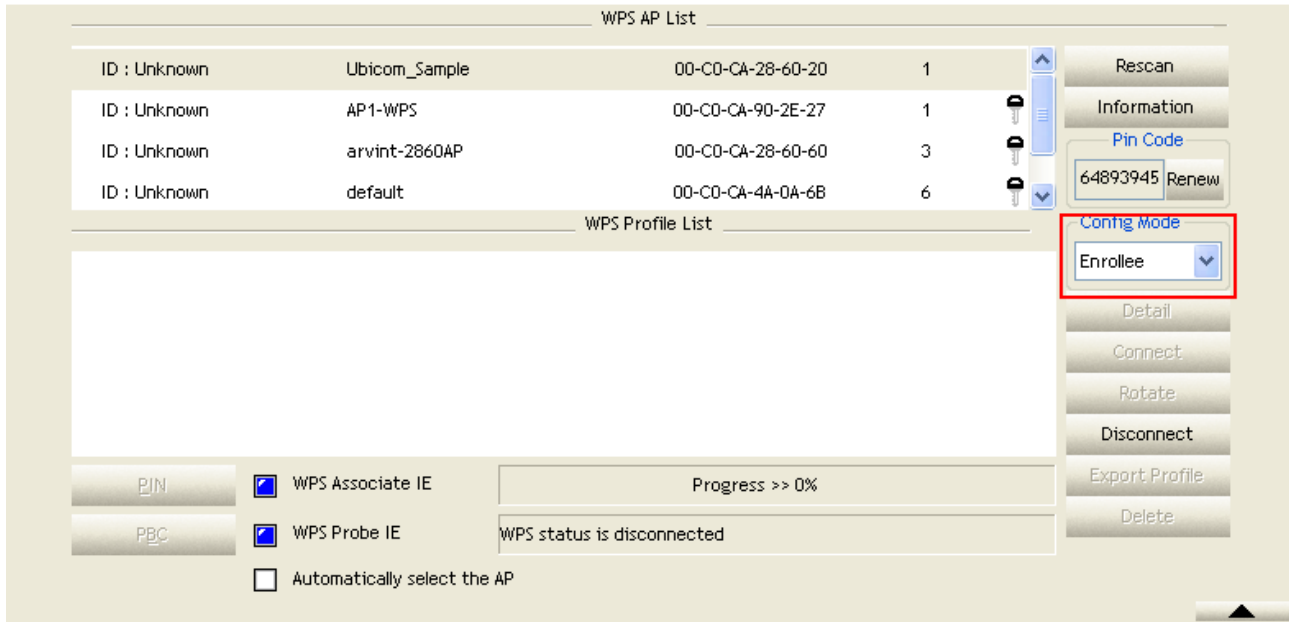 WPS AP List
ID : Unknown Ubicom_Sample 00-C0-CA-28-60-20 1
Rescan
ID : Unknown AP1-WPS 00-C0-CA-90-2E-27 1
Information
ID : Unknown arvint-2860AP 00-C0-CA-28-60-60 3
Pin Code
64893945 Renew
ID : Unknown default 00-C0-CA-4A-0A-6B 6
WPS Profile List
Config Mode
Enrollee
Detail
Connect
Rotate
Disconnect
Export Profile
Delete
PIN WPS Associate IE Progress >> 0%
PBC WPS Probe IE WPS status is disconnected
Automatically select the AP